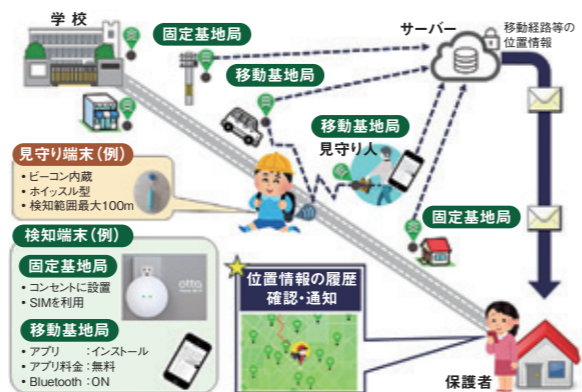 学 校
固定基地局
サーバー
移動経路等の
位置情報
移動基地局
移動基地局
見守り人
見守り端末（例）
• ビーコン内蔵
• ホイッスル型
• 検知範囲最大100m
固定基地局
検知端末（例）
固定基地局
• コンセントに設置
• SIMを利用
otta
移動基地局
• アプリ　：インストール
• アプリ料金：無料
• Bluetooth：ON
位置情報の履歴
確認・通知
保護者